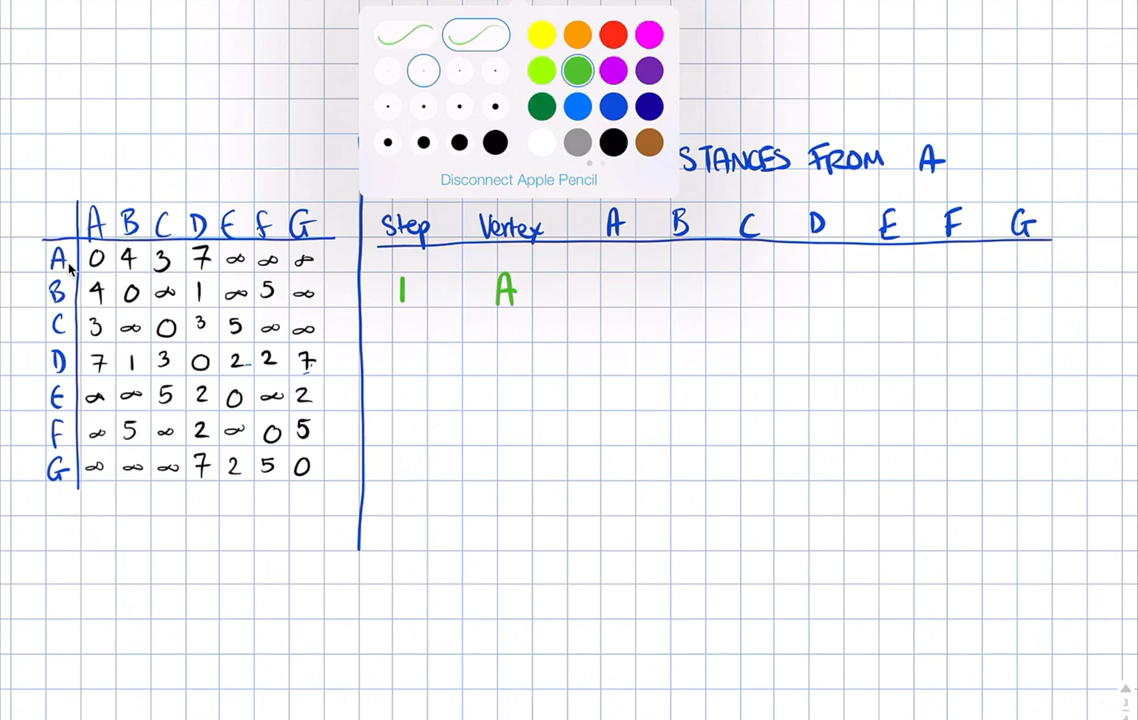 Disconnect Apple Pencil
STANCES FROM A
A B C D E F G
A 0 4 3 7 ∞ ∞ ∞
B 4 0 ∞ 1 ∞ 5 ∞
C 3 ∞ 0 3 5 ∞ ∞
D 7 1 3 0 2 2 7
E ∞ ∞ 5 2 0 ∞ 2
F ∞ 5 ∞ 2 ∞ 0 5
G ∞ ∞ ∞ 7 2 5 0
Step Vertex A B C D E F G
1 A
3